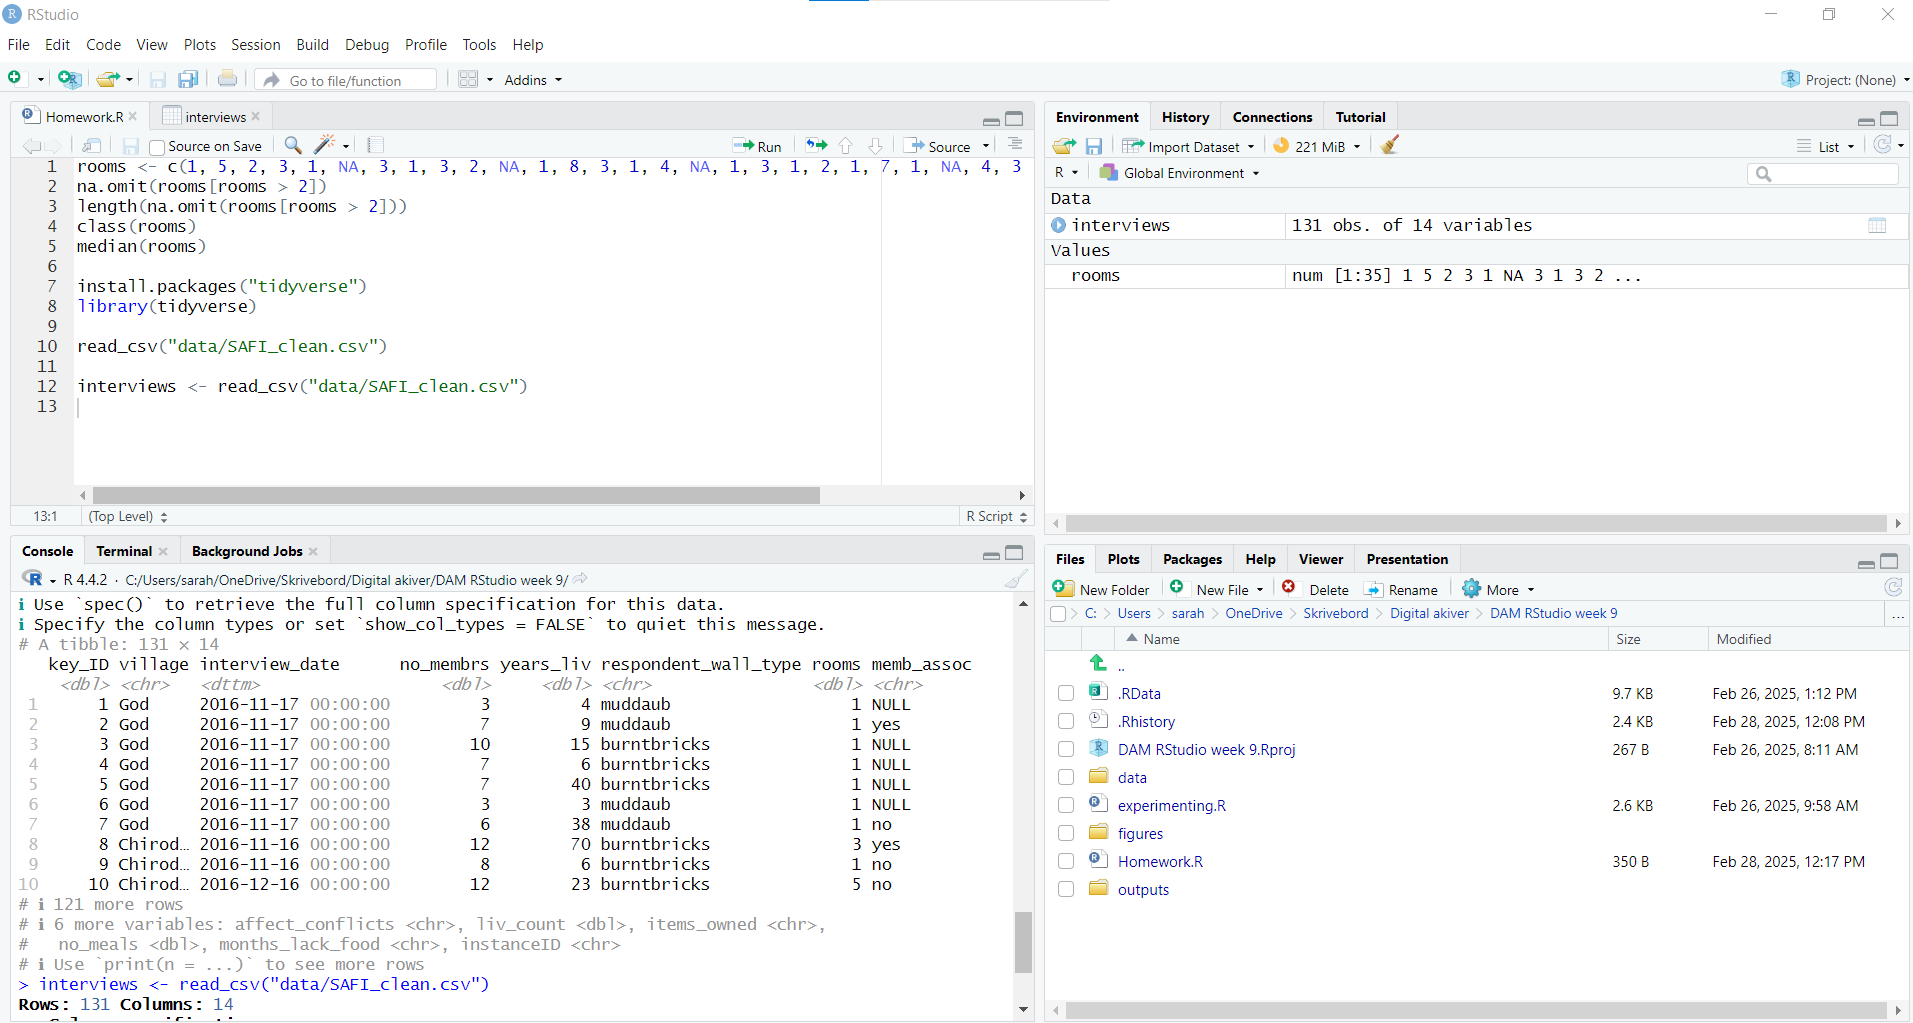 RStudio
File Edit Code View Plots Session Build Debug Profile Tools Help
Go to file/function Addins Project: (None)
Homework.R interviews
Source on Save Run Source
1 rooms <- c(1, 5, 2, 3, 1, NA, 3, 1, 3, 2, NA, 1, 8, 3, 1, 4, NA, 1, 3, 1, 2, 1, 7, 1, NA, 4, 3
2 na.omit(rooms[rooms > 2])
3 length(na.omit(rooms[rooms > 2]))
4 class(rooms)
5 median(rooms)
6
7 install.packages("tidyverse")
8 library(tidyverse)
9
10 read_csv("data/SAFI_clean.csv")
11
12 interviews <- read_csv("data/SAFI_clean.csv")
13
13:1 (Top Level) R Script
Console Terminal Background Jobs
R R 4.4.2 · C:/Users/sarah/OneDrive/Skrivebord/Digital akiver/DAM RStudio week 9/
ℹ Use `spec()` to retrieve the full column specification for this data.
ℹ Specify the column types or set `show_col_types = FALSE` to quiet this message.
# A tibble: 131 × 14
key_ID village interview_date no_membrs years_liv respondent_wall_type rooms memb_assoc
<dbl> <chr> <dttm> <dbl> <dbl> <chr> <dbl> <chr>
1 1 God 2016-11-17 00:00:00 3 4 muddaub 1 NULL
2 2 God 2016-11-17 00:00:00 7 9 muddaub 1 yes
3 3 God 2016-11-17 00:00:00 10 15 burntbricks 1 NULL
4 4 God 2016-11-17 00:00:00 7 6 burntbricks 1 NULL
5 5 God 2016-11-17 00:00:00 7 40 burntbricks 1 NULL
6 6 God 2016-11-17 00:00:00 3 3 muddaub 1 NULL
7 7 God 2016-11-17 00:00:00 6 38 muddaub 1 no
8 8 Chirod… 2016-11-16 00:00:00 12 70 burntbricks 3 yes
9 9 Chirod… 2016-11-16 00:00:00 8 6 burntbricks 1 no
10 10 Chirod… 2016-12-16 00:00:00 12 23 burntbricks 5 no
# ℹ 121 more rows
# ℹ 6 more variables: affect_conflicts <chr>, liv_count <dbl>, items_owned <chr>,
# no_meals <dbl>, months_lack_food <chr>, instanceID <chr>
# ℹ Use `print(n = ...)` to see more rows
> interviews <- read_csv("data/SAFI_clean.csv")
Rows: 131 Columns: 14
Environment History Connections Tutorial
Import Dataset 221 MiB List
R Global Environment
Data
interviews 131 obs. of 14 variables
Values
rooms num [1:35] 1 5 2 3 1 NA 3 1 3 2 ...
Files Plots Packages Help Viewer Presentation
New Folder New File Delete Rename More
C: Users sarah OneDrive Skrivebord Digital akiver DAM RStudio week 9 ...
Name Size Modified
..
.RData 9.7 KB Feb 26, 2025, 1:12 PM
.Rhistory 2.4 KB Feb 28, 2025, 12:08 PM
DAM RStudio week 9.Rproj 267 B Feb 26, 2025, 8:11 AM
data
experimenting.R 2.6 KB Feb 26, 2025, 9:58 AM
figures
Homework.R 350 B Feb 28, 2025, 12:17 PM
outputs